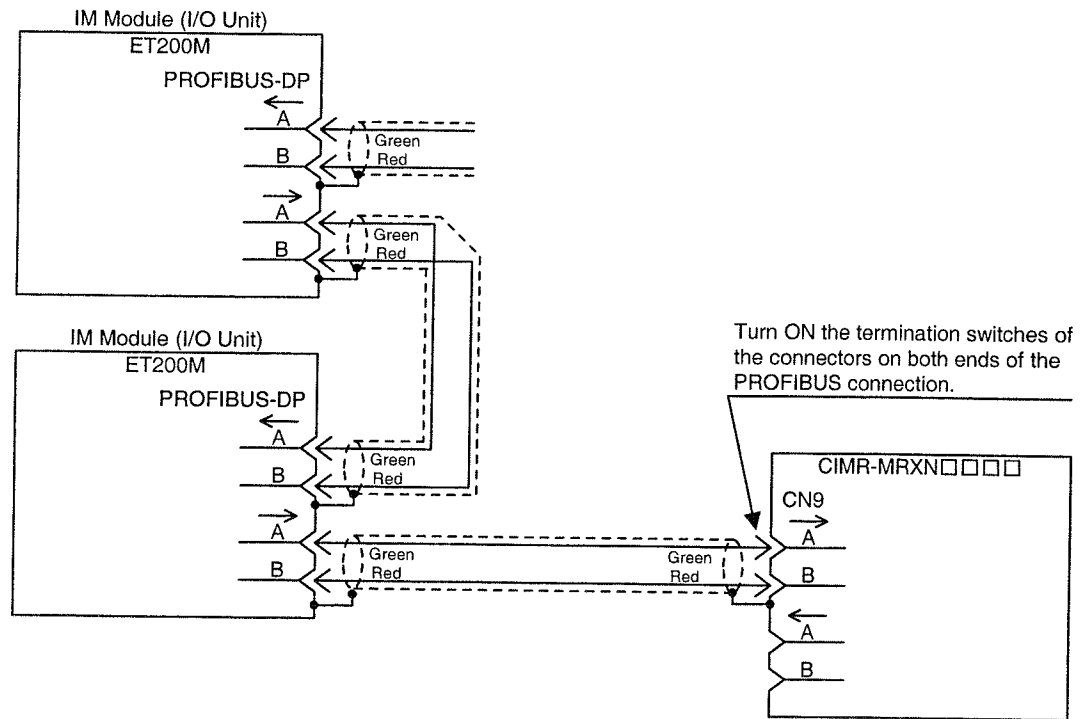 IM Module (I/O Unit)
ET200M
PROFIBUS-DP
A
Green
B
Red
A
Green
B
Red
IM Module (I/O Unit)
ET200M
PROFIBUS-DP
A
Green
B
Red
A
Green
B
Red
Green
Red
Turn ON the termination switches of
the connectors on both ends of the
PROFIBUS connection.
CIMR-MRXN□□□□
CN9
A
B
A
B